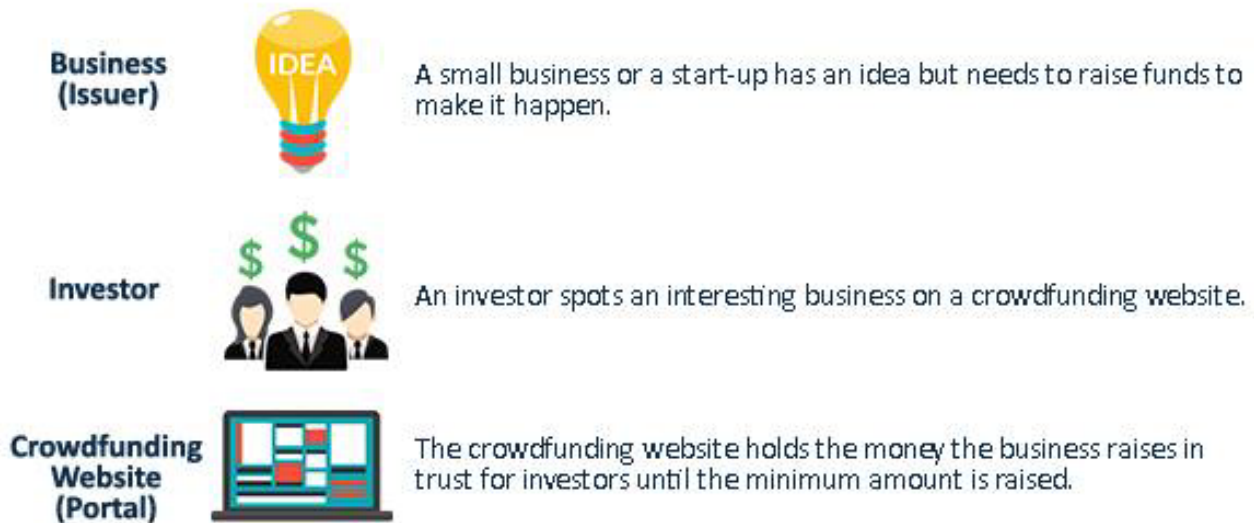 Business
(Issuer)
IDEA
A small business or a start-up has an idea but needs to raise funds to
make it happen.
$ $ $
Investor
An investor spots an interesting business on a crowdfunding website.
Crowdfunding
Website
(Portal)
The crowdfunding website holds the money the business raises in
trust for investors until the minimum amount is raised.